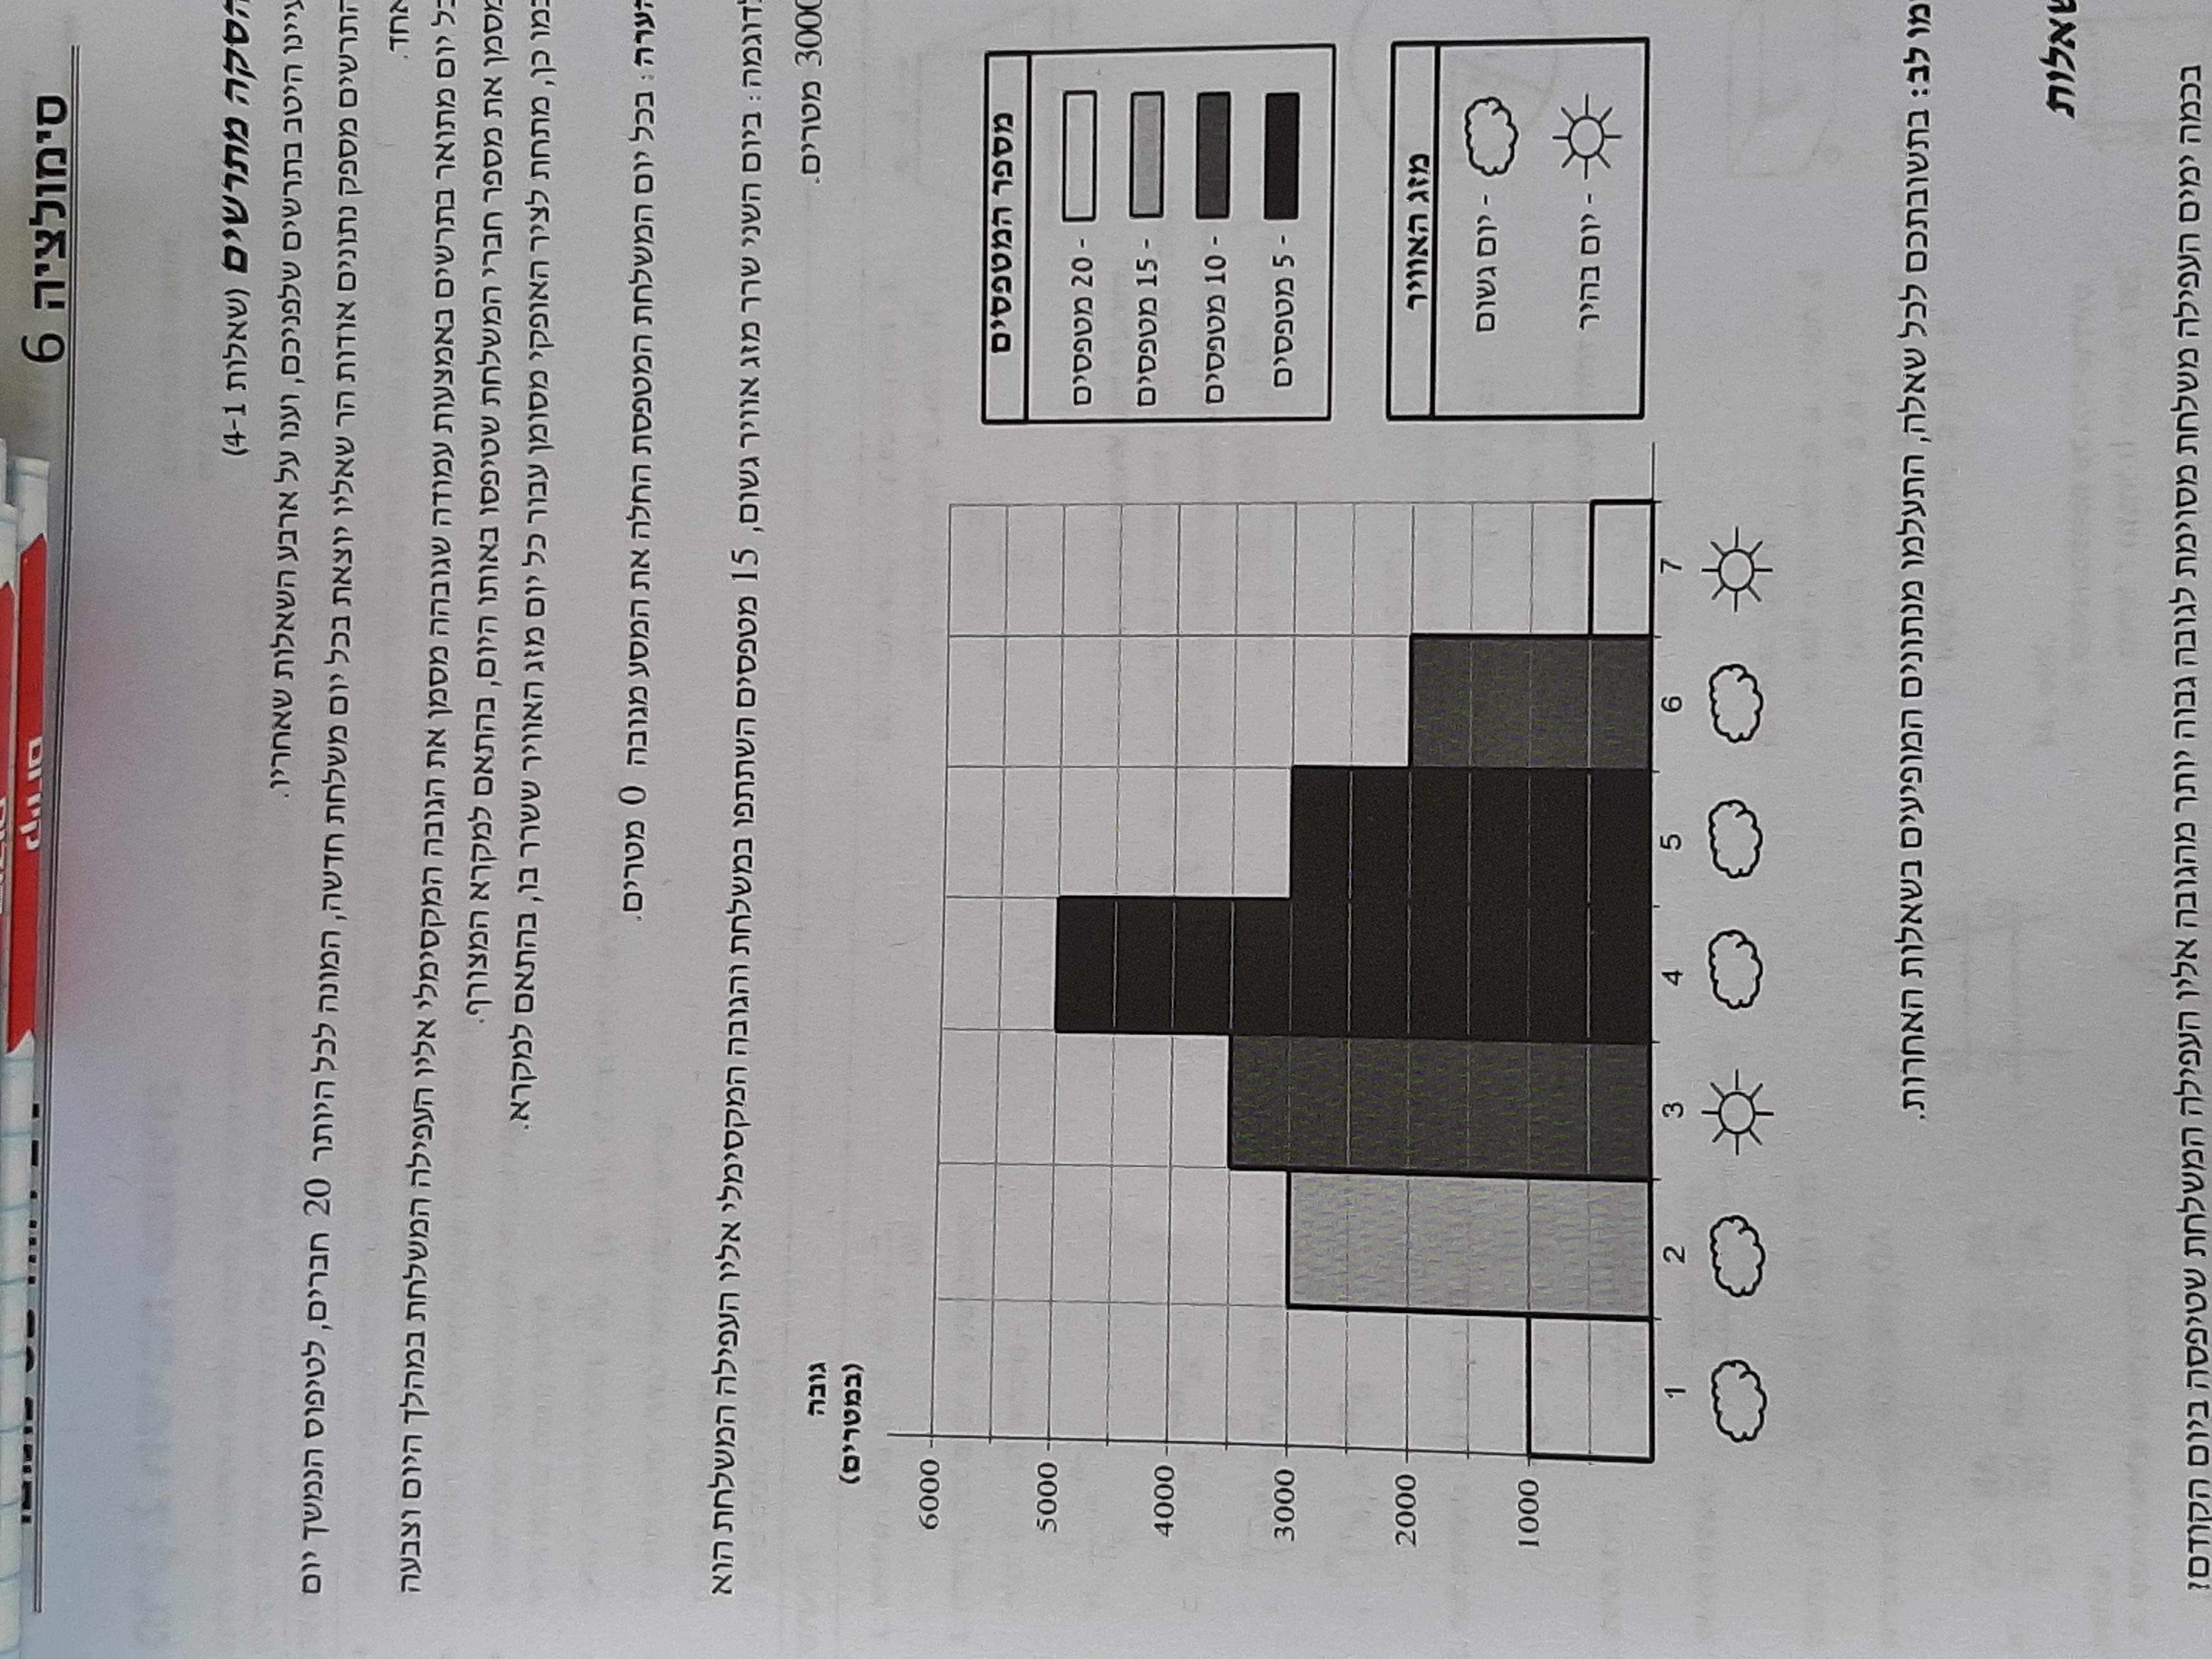 סימולציה 6
הסקה מתרשים (שאלות 4-1)
עיינו היטב בתרשים שלפניכם, וענו על ארבע השאלות שאחריו.
התרשים מספק נתונים אודות הר שאליו יוצאת בכל יום משלחת חדשה, המונה לכל היותר 20 חברים, לטיפוס הנמשך יום
אחד.
כל יום מתואר בתרשים באמצעות עמודה שגובהה מסמן את הגובה המקסימלי אליו העפילה המשלחת במהלך היום וצבעה
מסמן את מספר חברי המשלחת שטיפסו באותו היום, בהתאם למקרא המצורף.
כמו כן, מתחת לציר האופקי מסומן עבור כל יום מזג האוויר ששרר בו, בהתאם למקרא.
הערה: בכל יום המשלחת המטפסת החלה את המסע מגובה 0 מטרים.
לדוגמה: ביום השני שרר מזג אוויר גשום, 15 מטפסים השתתפו במשלחת והגובה המקסימלי אליו העפילה המשלחת הוא
3000 מטרים.
גובה
(במטרים)
6000
5000
4000
3000
2000
1000
1 2 3 4 5 6 7
מספר המטפסים
- 20 מטפסים
- 15 מטפסים
- 10 מטפסים
- 5 מטפסים
מזג האוויר
- יום גשום
- יום בהיר
שימו לב: בתשובתכם לכל שאלה, התעלמו מנתונים המופיעים בשאלות האחרות.
שאלות
בכמה ימים העפילה משלחת מסוימת לגובה גבוה יותר מהגובה אליו העפילה המשלחת שטיפסה ביום הקודם?